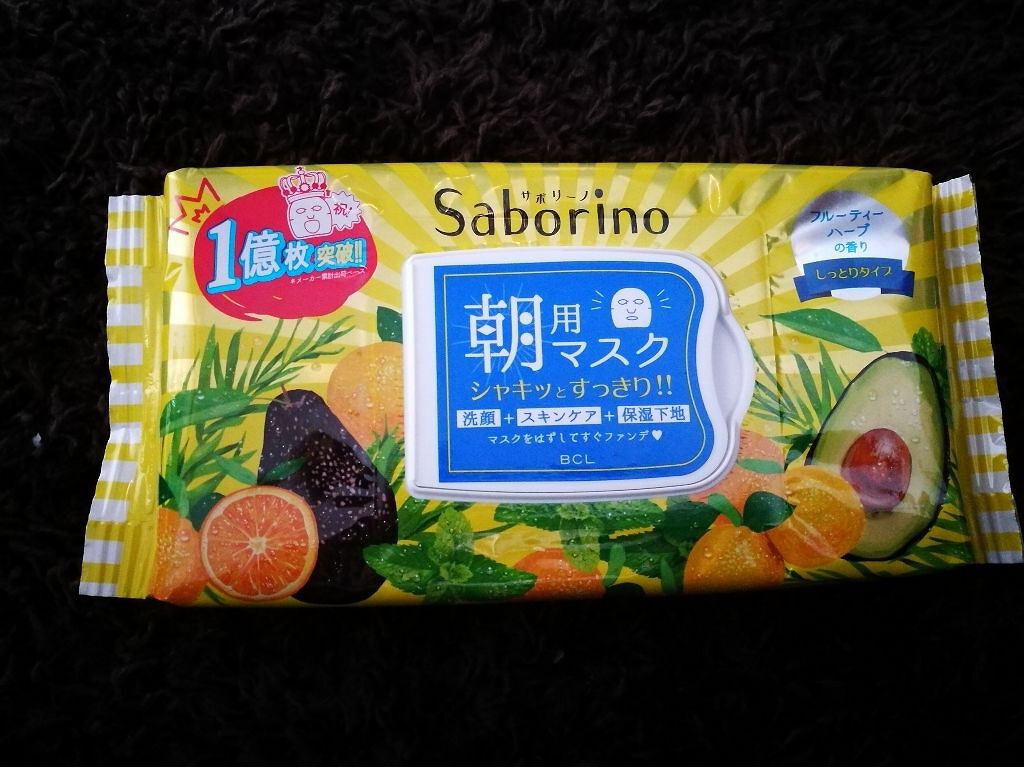 サボリーノ
Saborino
祝!
1億枚突破!!
※メーカー累計出荷ベース
フルーティー
ハーブ
の香り
しっとりタイプ
朝用
マスク
シャキッとすっきり!!
洗顔+スキンケア+保湿下地
マスクをはずしてすぐファンデ♥
BCL